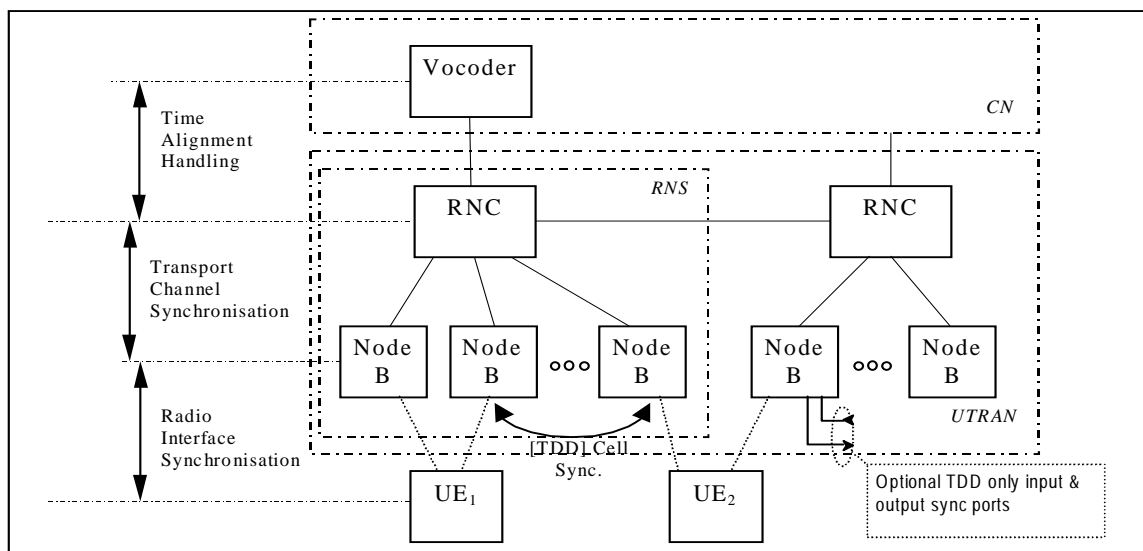 Vocoder
CN
Time
Alignment
Handling
RNS
RNC
RNC
Transport
Channel
Synchronisation
Node
B
Node
B
Node
B
Node
B
Node
B
UTRAN
Radio
Interface
Synchronisation
[TDD] Cell
Sync.
UE1
UE2
Optional TDD only input &
output sync ports